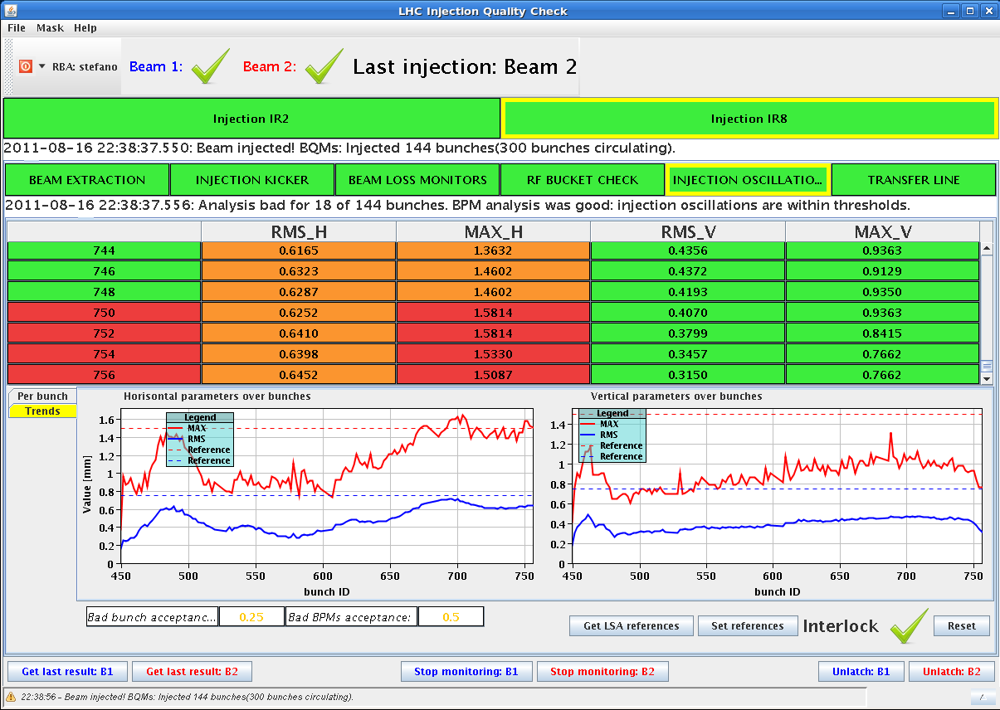 LHC Injection Quality Check
File Mask Help
RBA: stefano Beam 1: Beam 2: Last injection: Beam 2
Injection IR2 Injection IR8
2011-08-16 22:38:37.550: Beam injected! BQMs: Injected 144 bunches(300 bunches circulating).
BEAM EXTRACTION INJECTION KICKER BEAM LOSS MONITORS RF BUCKET CHECK INJECTION OSCILLATIO... TRANSFER LINE
2011-08-16 22:38:37.556: Analysis bad for 18 of 144 bunches. BPM analysis was good: injection oscillations are within thresholds.
RMS_H MAX_H RMS_V MAX_V
744 0.6165 1.3632 0.4356 0.9363
746 0.6323 1.4602 0.4372 0.9129
748 0.6287 1.4602 0.4193 0.9350
750 0.6252 1.5814 0.4070 0.9363
752 0.6410 1.5814 0.3799 0.8415
754 0.6398 1.5330 0.3457 0.7662
756 0.6452 1.5087 0.3150 0.7662
Per bunch
Trends
Horisontal parameters over bunches
Value [mm]
1.6
1.4
1.2
1
0.8
0.6
0.4
0.2
0
Legend
MAX
RMS
Reference
Reference
450 500 550 600 650 700 750
bunch ID
Vertical parameters over bunches
1.4
1.2
1
0.8
0.6
0.4
0.2
0
Legend
MAX
RMS
Reference
Reference
450 500 550 600 650 700 750
bunch ID
Bad bunch acceptanc... 0.25 Bad BPMs acceptance: 0.5
Get LSA references Set references Interlock Reset
Get last result: B1 Get last result: B2 Stop monitoring: B1 Stop monitoring: B2 Unlatch: B1 Unlatch: B2
22:38:56 - Beam injected! BQMs: Injected 144 bunches(300 bunches circulating).